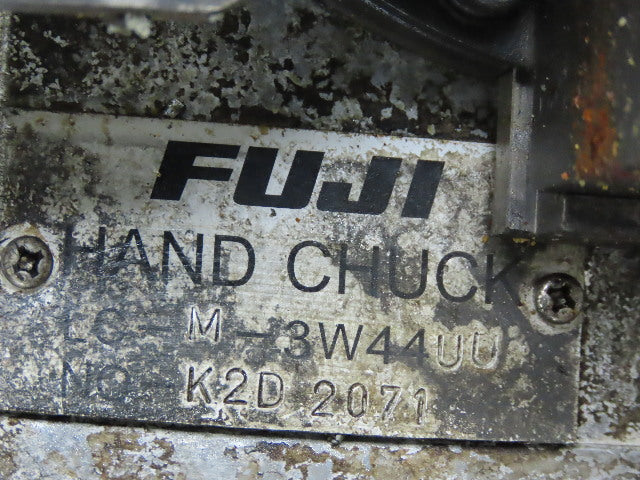 FUJI
HAND CHUCK
LC-M-3W44UU
NO K2D 2071